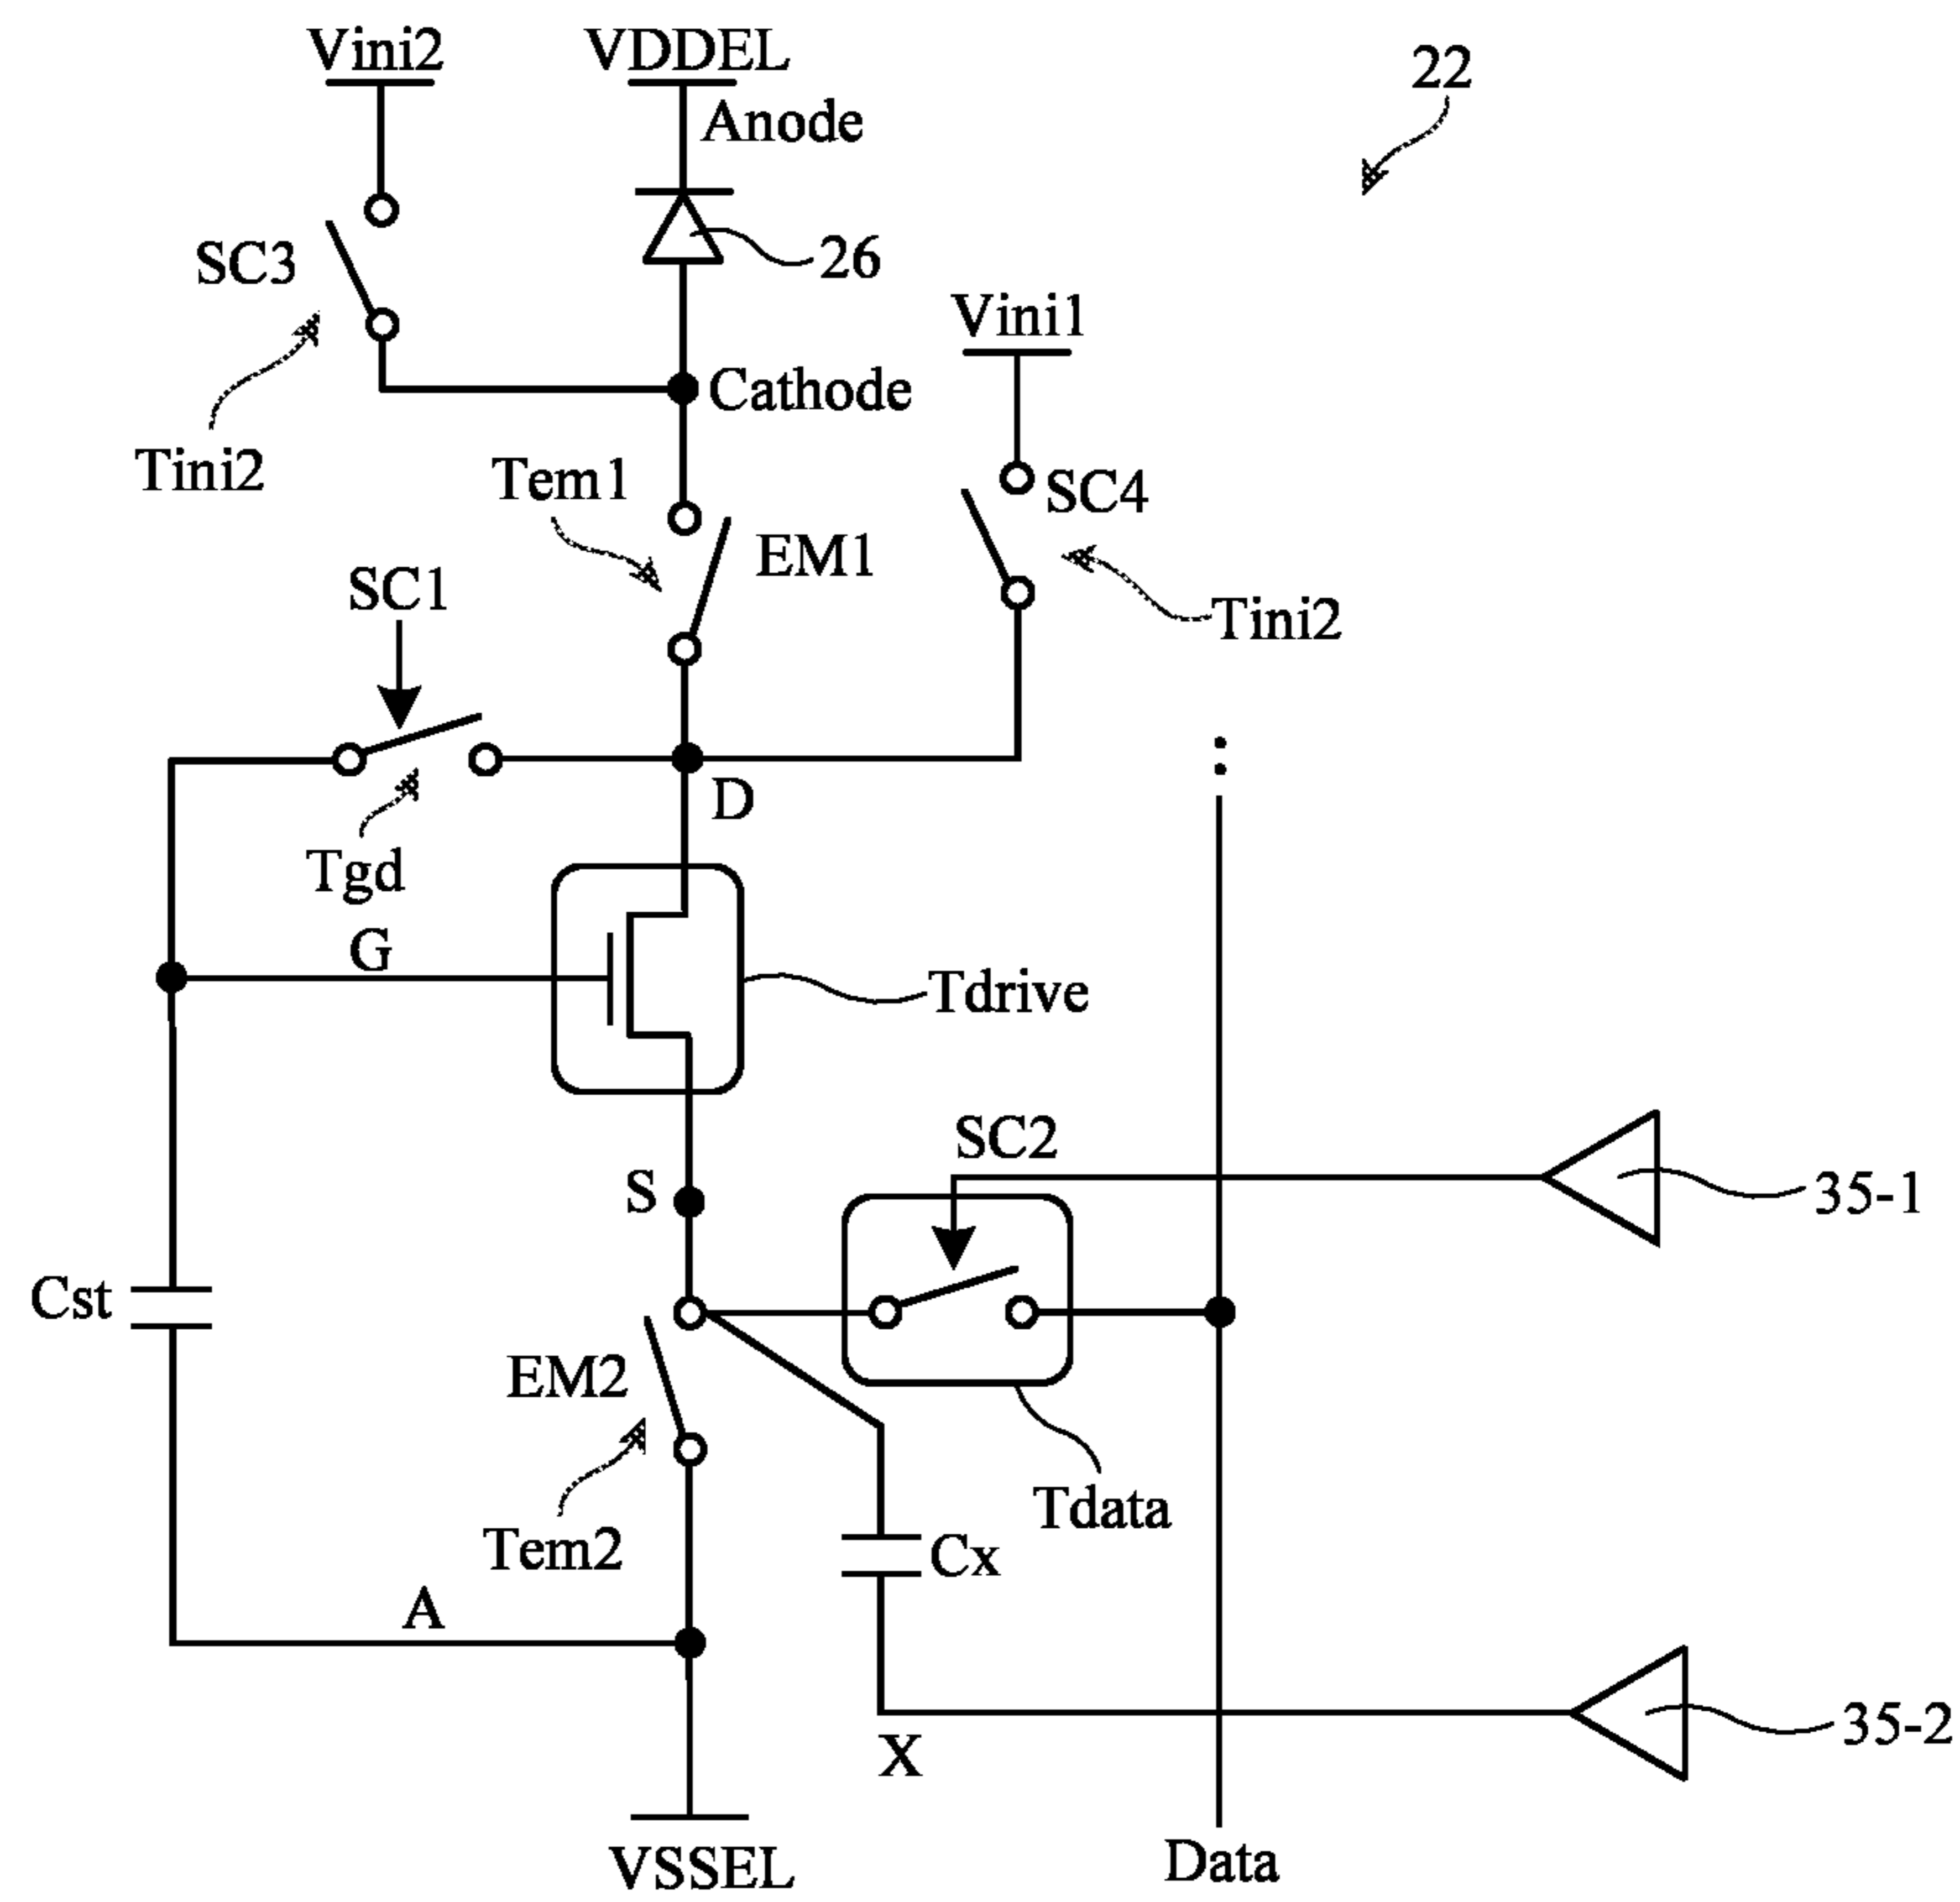 Vini2
VDDEL
22
Anode
SC3
26
Vini1
Cathode
Tini2
Tem1
SC4
EM1
SC1
Tini2
D
Tgd
G
Tdrive
SC2
S
35-1
Cst
EM2
Tdata
Tem2
Cx
A
35-2
X
VSSEL
Data